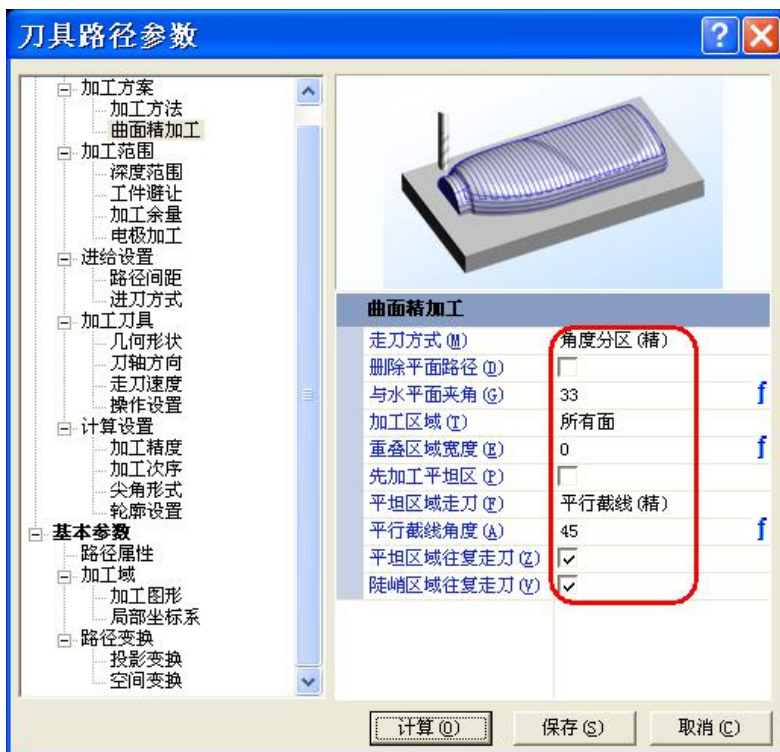 刀具路径参数
加工方案
加工方法
曲面精加工
加工范围
深度范围
工件避让
加工余量
电极加工
进给设置
路径间距
进刀方式
加工刀具
几何形状
刀轴方向
走刀速度
操作设置
计算设置
加工精度
加工次序
尖角形式
轮廓设置
基本参数
路径属性
加工域
加工图形
局部坐标系
路径变换
投影变换
空间变换
曲面精加工
走刀方式(M) 角度分区(精)
删除平面路径(D)
与水平面夹角(G) 33 f
加工区域(T) 所有面
重叠区域宽度(E) 0 f
先加工平坦区(P)
平坦区域走刀(F) 平行截线(精)
平行截线角度(A) 45 f
平坦区域往复走刀(Z)
陡峭区域往复走刀(V)
计算(O) 保存(S) 取消(C)